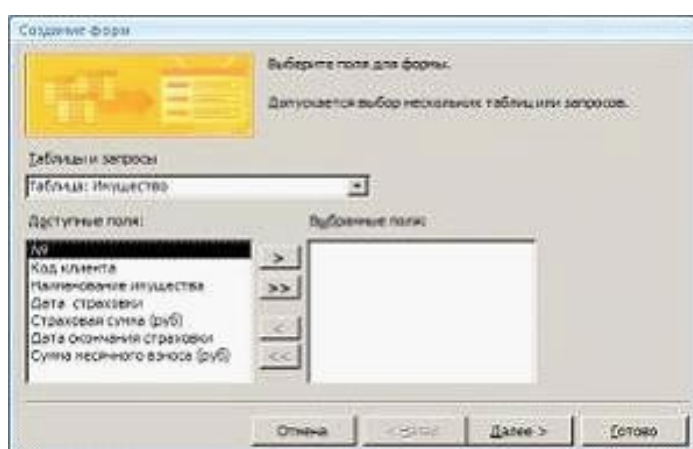 Создание форм
Выберите поля для формы.
Допускается выбор нескольких таблиц или запросов.
Таблицы и запросы
Таблица: Имущество
Доступные поля:
Выбранные поля:
№
Код клиента
Наименование имущества
Дата страховки
Страховая сумма (руб)
Дата окончания страховки
Сумма месячного взноса (руб)
>
>>
<
<<
Отмена
< Назад
Далее >
Готово